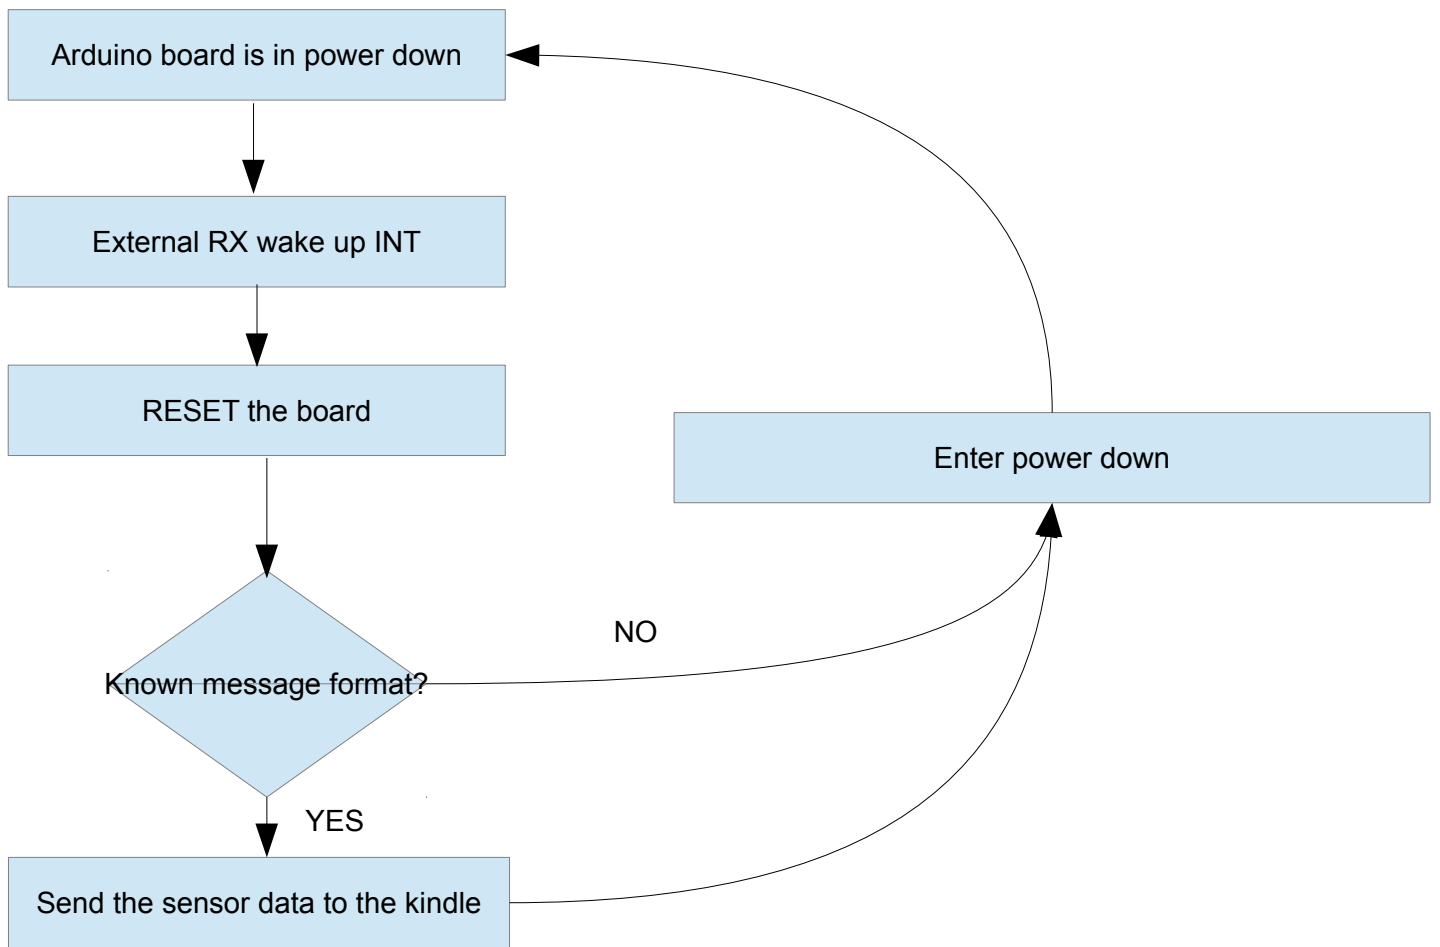 Arduino board is in power down
External RX wake up INT
RESET the board
Enter power down
NO
Known message format?
YES
Send the sensor data to the kindle